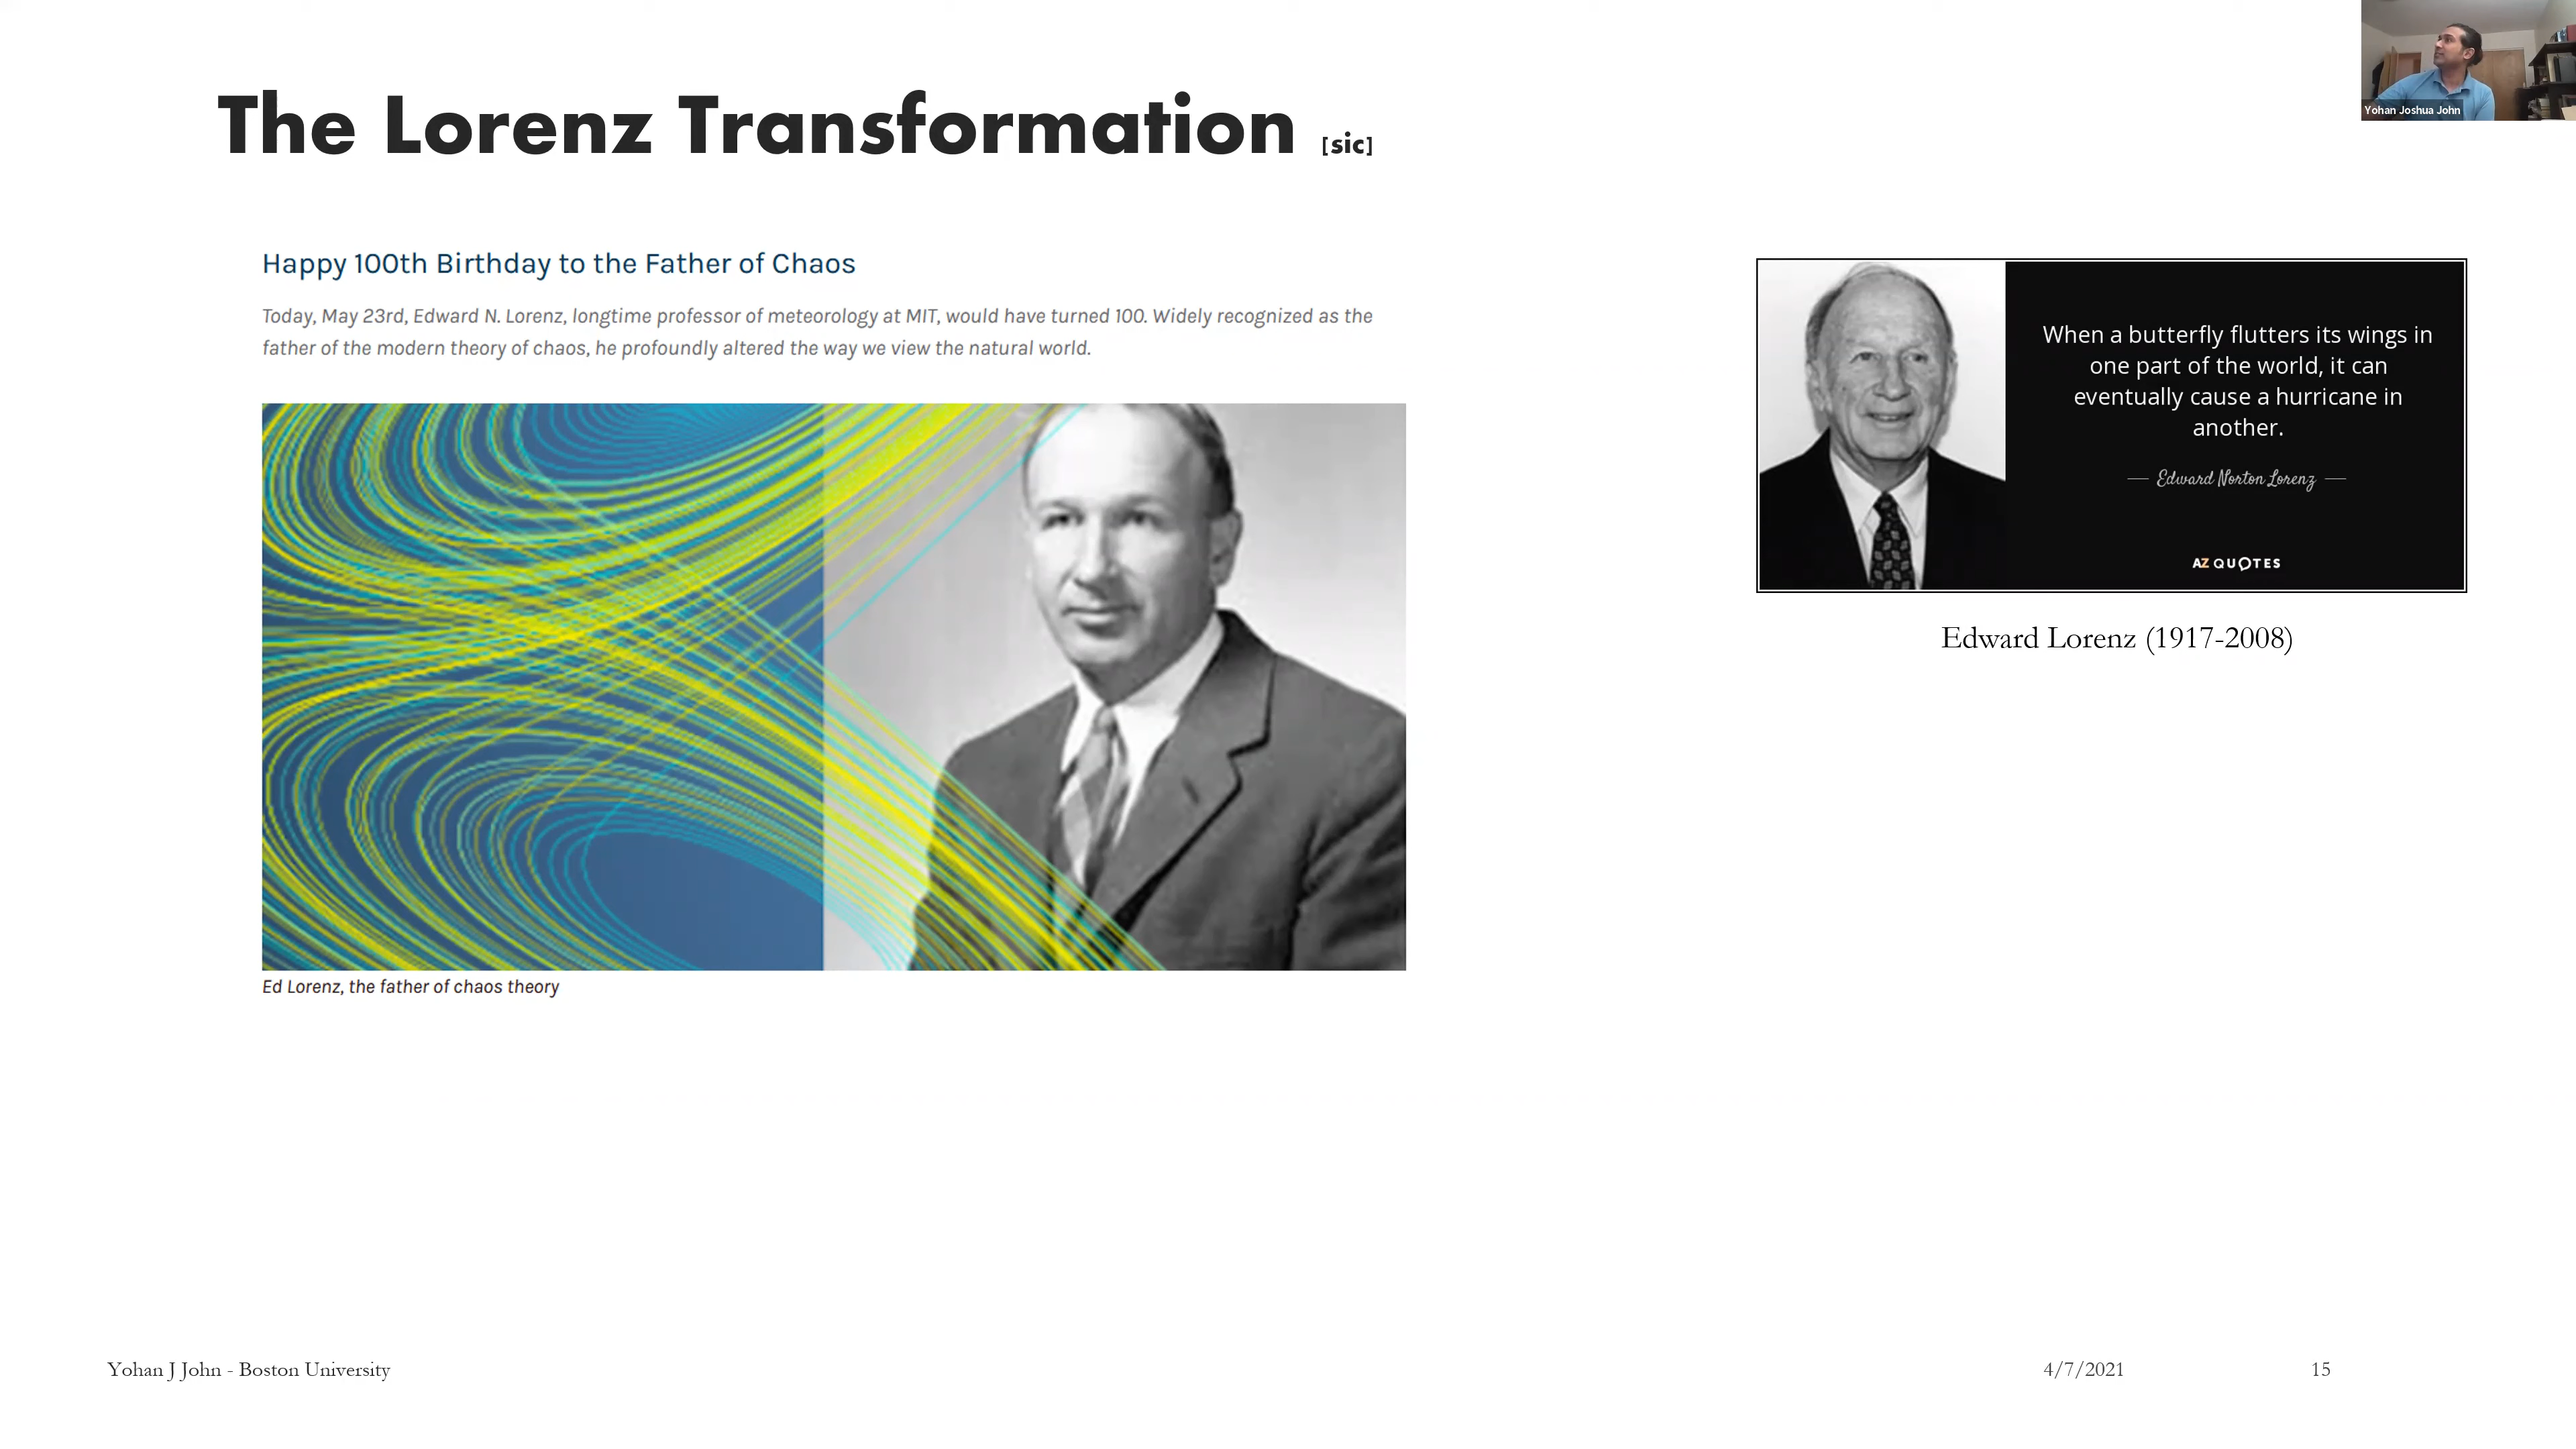 The Lorenz Transformation [sic]
Yohan Joshua John
Happy 100th Birthday to the Father of Chaos
Today, May 23rd, Edward N. Lorenz, longtime professor of meteorology at MIT, would have turned 100. Widely recognized as the
father of the modern theory of chaos, he profoundly altered the way we view the natural world.
Ed Lorenz, the father of chaos theory
When a butterfly flutters its wings in
one part of the world, it can
eventually cause a hurricane in
another.
— Edward Norton Lorenz —
AZ QUOTES
Edward Lorenz (1917-2008)
Yohan J John - Boston University
4/7/2021
15